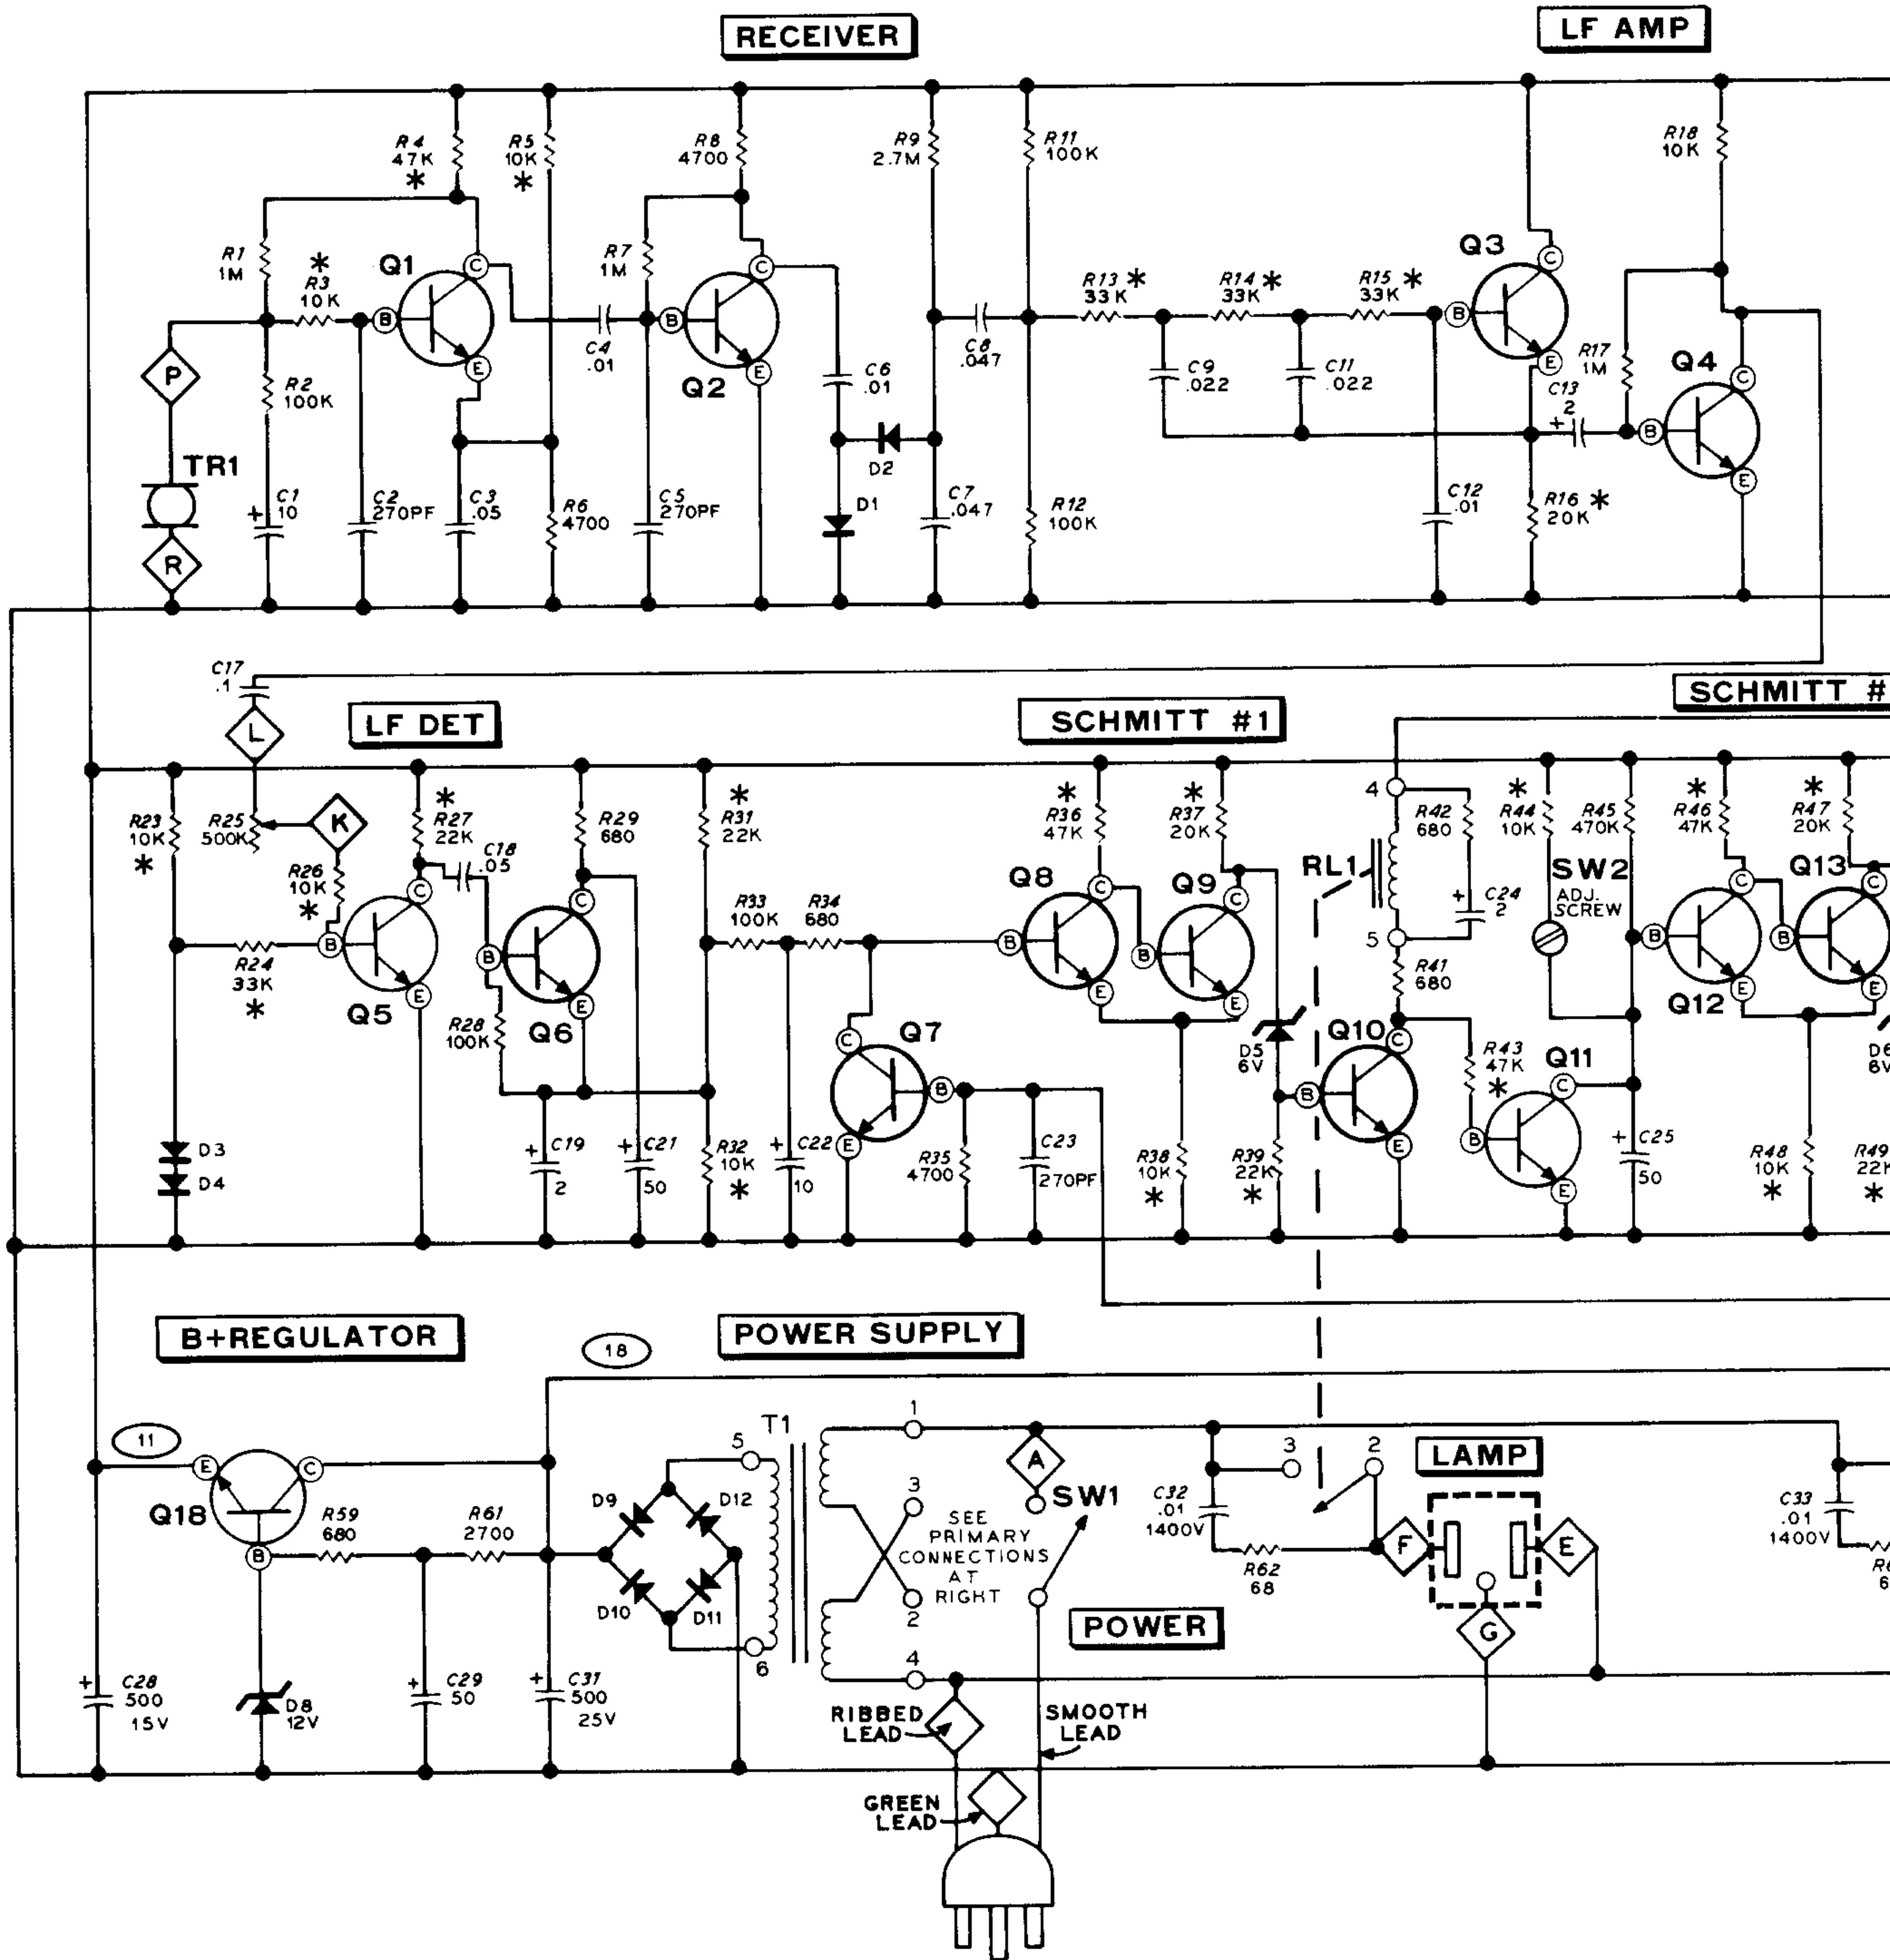 RECEIVER
LF AMP
R4
47K
*
R5
10K
*
R8
4700
R9
2.7M
R11
100K
R18
10K
R1
1M
*
R3
10K
Q1
C
B
E
R7
1M
C4
.01
C
B
E
Q2
C6
.01
C8
.047
R13 *
33K
R14 *
33K
R15 *
33K
Q3
C
B
E
C9
.022
C11
.022
R17
1M
C13
2
+
Q4
C
B
E
P
R2
100K
TR1
R
C1
10
+
C2
270PF
C3
.05
R6
4700
C5
270PF
D2
D1
C7
.047
R12
100K
C12
.01
R16 *
20K
C17
.1
L
LF DET
SCHMITT #1
SCHMITT #
R23
10K
*
R25
500K
K
R26
10K
*
*
R27
22K
C18
.05
R29
680
*
R31
22K
*
R36
47K
*
R37
20K
4
R42
680
*
R44
10K
R45
470K
*
R46
47K
*
R47
20K
R24
33K
*
B
C
E
Q5
R28
100K
B
C
E
Q6
R33
100K
R34
680
Q8
C
B
E
Q9
C
B
E
RL1
+
C24
2
5
R41
680
SW2
ADJ.
SCREW
C
B
E
Q12
Q13
C
B
E
C
Q7
B
E
D5
6V
Q10
C
B
E
R43
47K
*
Q11
C
B
E
D3
D4
+
C19
2
+
C21
50
R32
10K
*
+
C22
10
R35
4700
C23
270PF
R38
10K
*
R39
22K
*
+
C25
50
R48
10K
*
R49
22K
*
B+REGULATOR
18
POWER SUPPLY
11
E
C
Q18
B
R59
680
R61
2700
D9
D12
D10
D11
5
T1
6
1
3
SEE
PRIMARY
CONNECTIONS
AT
RIGHT
2
4
A
SW1
C32
.01
1400V
R62
68
3
2
LAMP
F
E
G
C33
.01
1400V
POWER
+
C28
500
15V
D8
12V
+
C29
50
+
C31
500
25V
RIBBED
LEAD
SMOOTH
LEAD
GREEN
LEAD